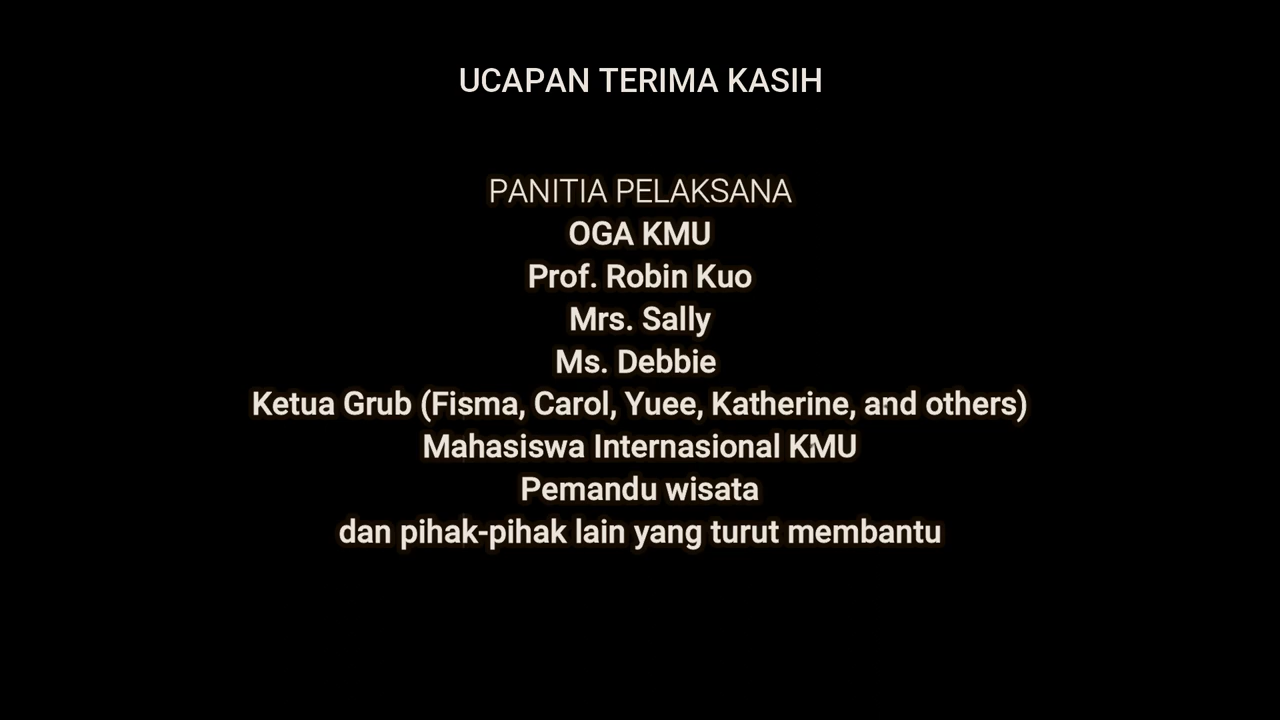 UCAPAN TERIMA KASIH
PANITIA PELAKSANA
OGA KMU
Prof. Robin Kuo
Mrs. Sally
Ms. Debbie
Ketua Grub (Fisma, Carol, Yuee, Katherine, and others)
Mahasiswa Internasional KMU
Pemandu wisata
dan pihak-pihak lain yang turut membantu